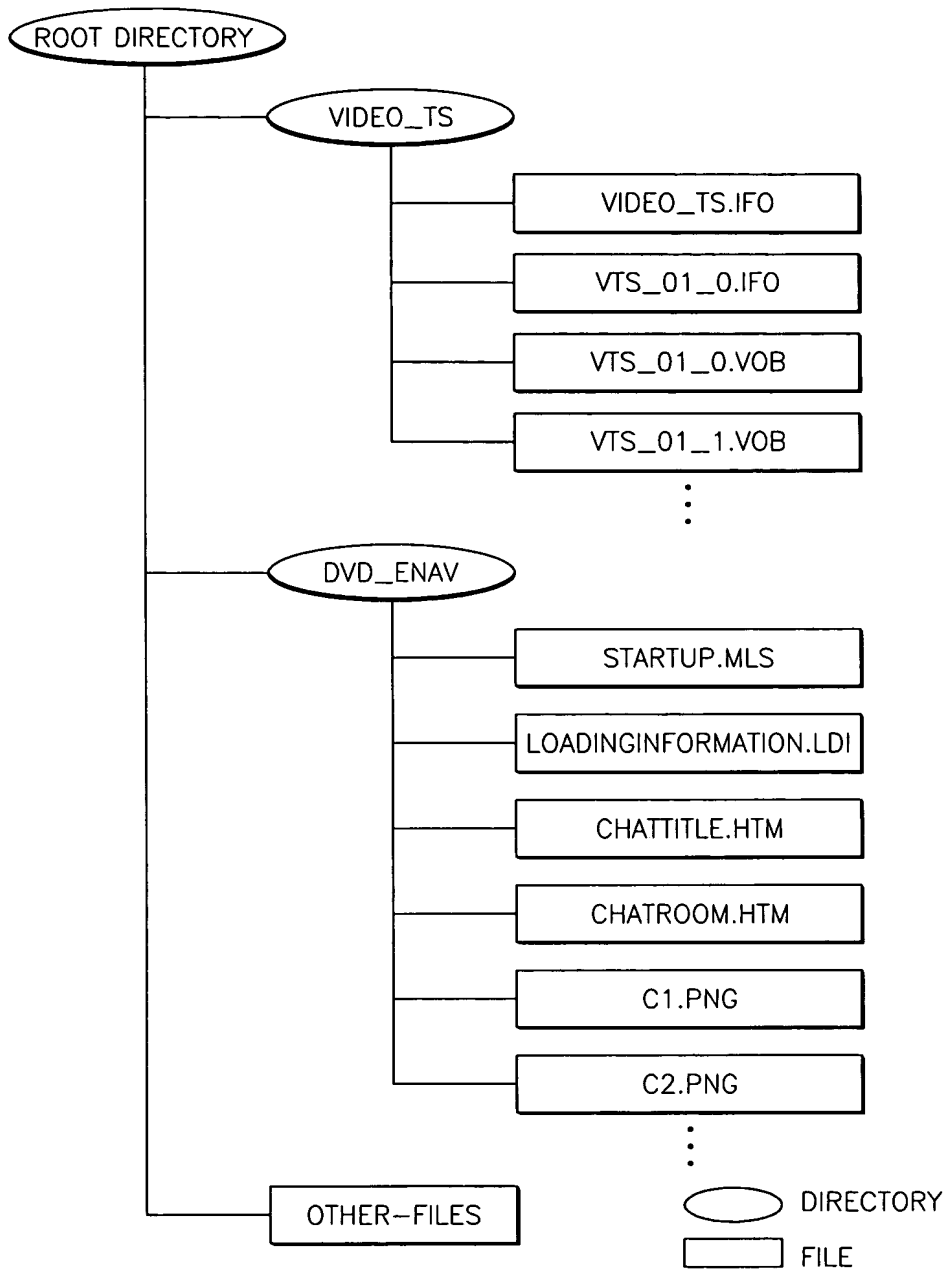 ROOT DIRECTORY
VIDEO_TS
VIDEO_TS.IFO
VTS_01_0.IFO
VTS_01_0.VOB
VTS_01_1.VOB
DVD_ENAV
STARTUP.MLS
LOADINGINFORMATION.LDI
CHATTITLE.HTM
CHATROOM.HTM
C1.PNG
C2.PNG
OTHER-FILES
DIRECTORY
FILE